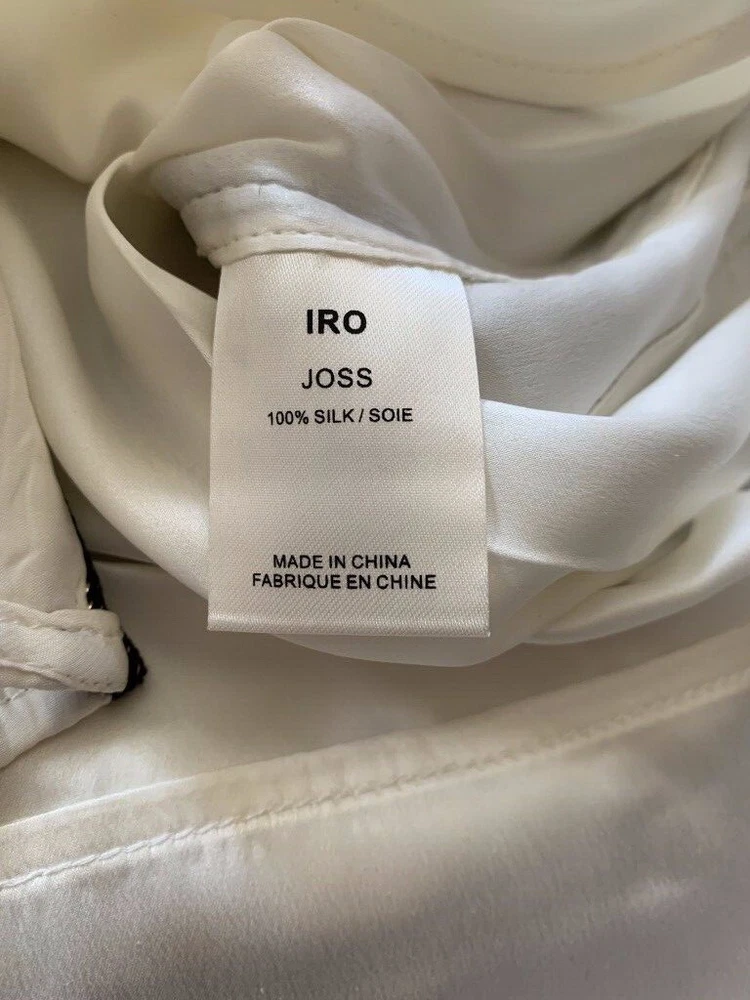 IRO
JOSS
100% SILK / SOIE
MADE IN CHINA
FABRIQUE EN CHINE